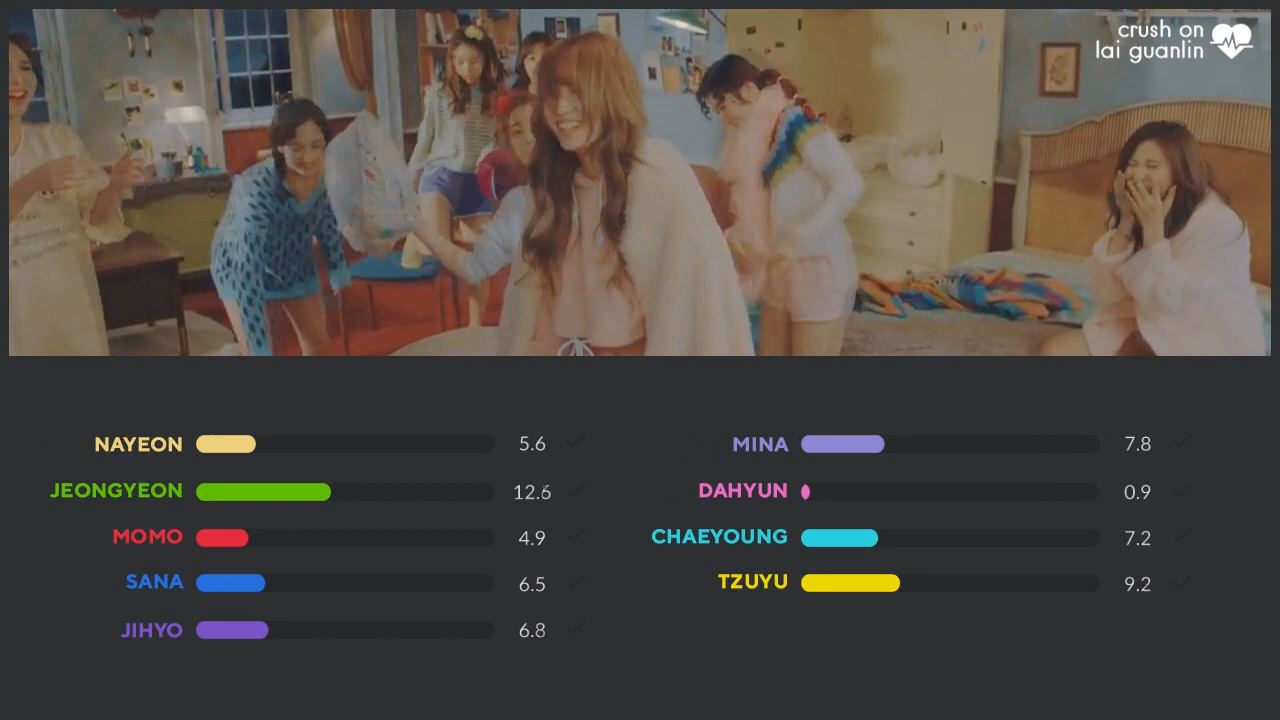 crush on
lai guanlin
NAYEON 5.6
JEONGYEON 12.6
MOMO 4.9
SANA 6.5
JIHYO 6.8
MINA 7.8
DAHYUN 0.9
CHAEYOUNG 7.2
TZUYU 9.2